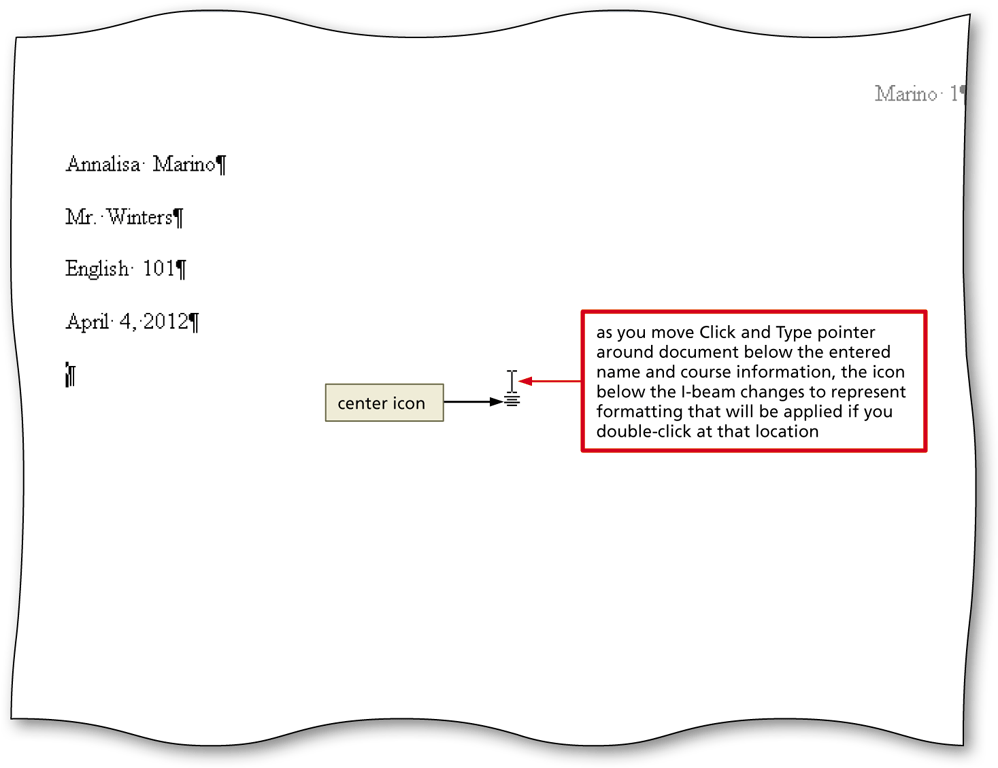 Marino 1¶
Annalisa Marino¶
Mr. Winters¶
English 101¶
April 4, 2012¶
¶
center icon
as you move Click and Type pointer
around document below the entered
name and course information, the icon
below the I-beam changes to represent
formatting that will be applied if you
double-click at that location